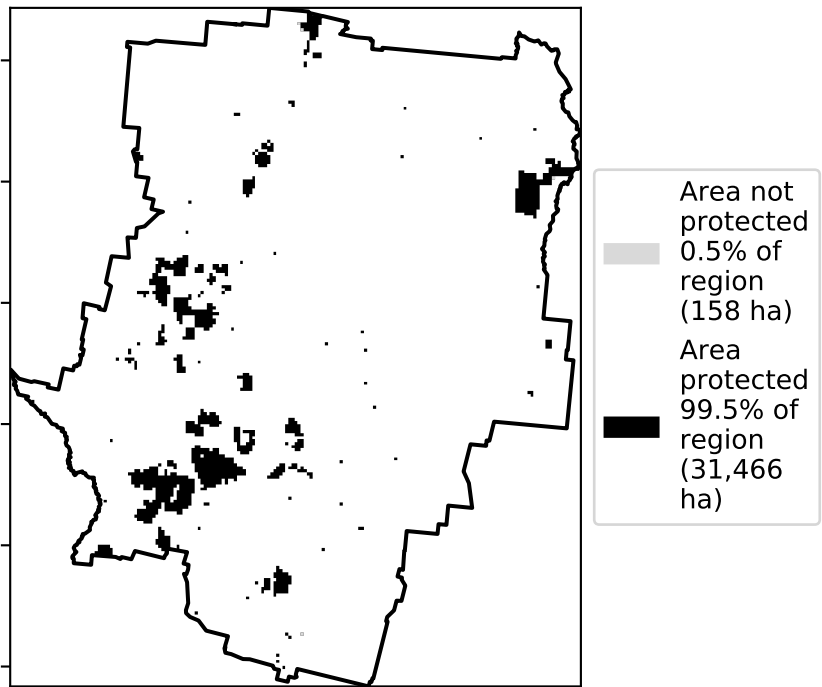 Area not
protected
0.5% of
region
(158 ha)
Area
protected
99.5% of
region
(31,466
ha)